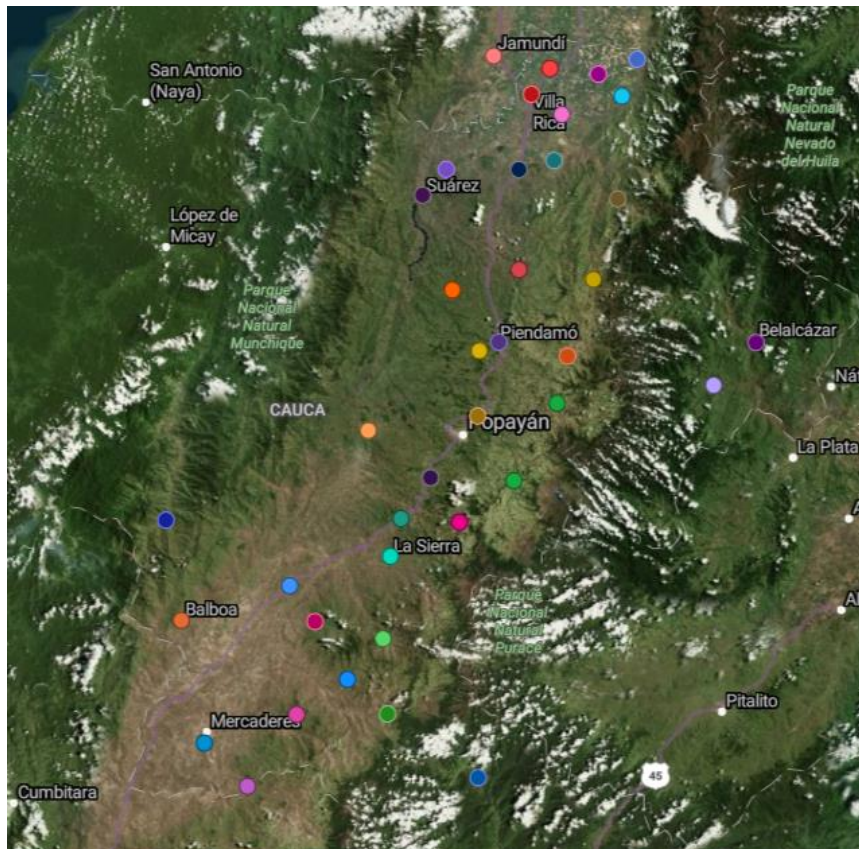 Jamundí
San Antonio
(Naya)
Villa
Rica
Parque
Nacional
Natural
Nevado
del Huila
Suárez
López de
Micay
Parque
Nacional
Natural
Munchique
Piendamó
Belalcázar
CAUCA
Popayán
La Plata
La Sierra
Balboa
Parque
Nacional
Natural
Puracé
Pitalito
Mercaderes
45
Cumbitara